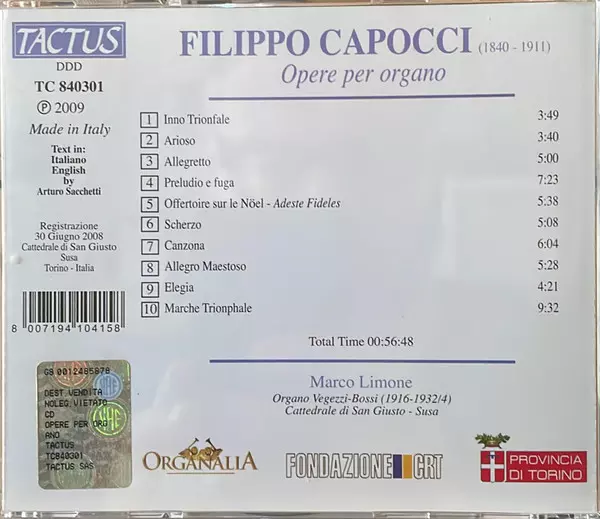 TACTUS
DDD
TC 840301
℗ 2009
Made in Italy
Text in:
Italiano
English
by
Arturo Sacchetti
Registrazione
30 Giugno 2008
Cattedrale di San Giusto
Susa
Torino - Italia
8 007194 104158
FILIPPO CAPOCCI (1840 - 1911)
Opere per organo
1 Inno Trionfale 3:49
2 Arioso 3:40
3 Allegretto 5:00
4 Preludio e fuga 7:23
5 Offertoire sur le Nöel - Adeste Fideles 5:38
6 Scherzo 5:08
7 Canzona 6:04
8 Allegro Maestoso 5:28
9 Elegia 4:21
10 Marche Trionphale 9:32
Total Time 00:56:48
Marco Limone
Organo Vegezzi-Bossi (1916-1932/4)
Cattedrale di San Giusto - Susa
GS 0012485878
DEST.VENDITA
NOLEG.VIETATO
CD
OPERE PER ORG
ANO
TACTUS
TC840301
TACTUS SAS
ORGANALIA
FONDAZIONE CRT
PROVINCIA
DI TORINO